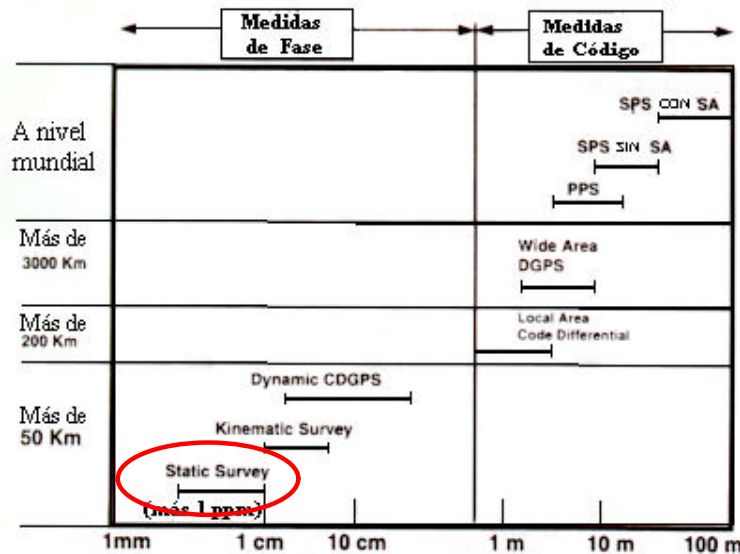 Medidas
de Fase
Medidas
de Código
A nivel
mundial
SPS CON SA
SPS SIN SA
PPS
Más de
3000 Km
Wide Area
DGPS
Más de
200 Km
Local Area
Code Differential
Más de
50 Km
Dynamic CDGPS
Kinematic Survey
Static Survey
(más 1 ppm)
1mm 1 cm 10 cm 1 m 10 m 100 m